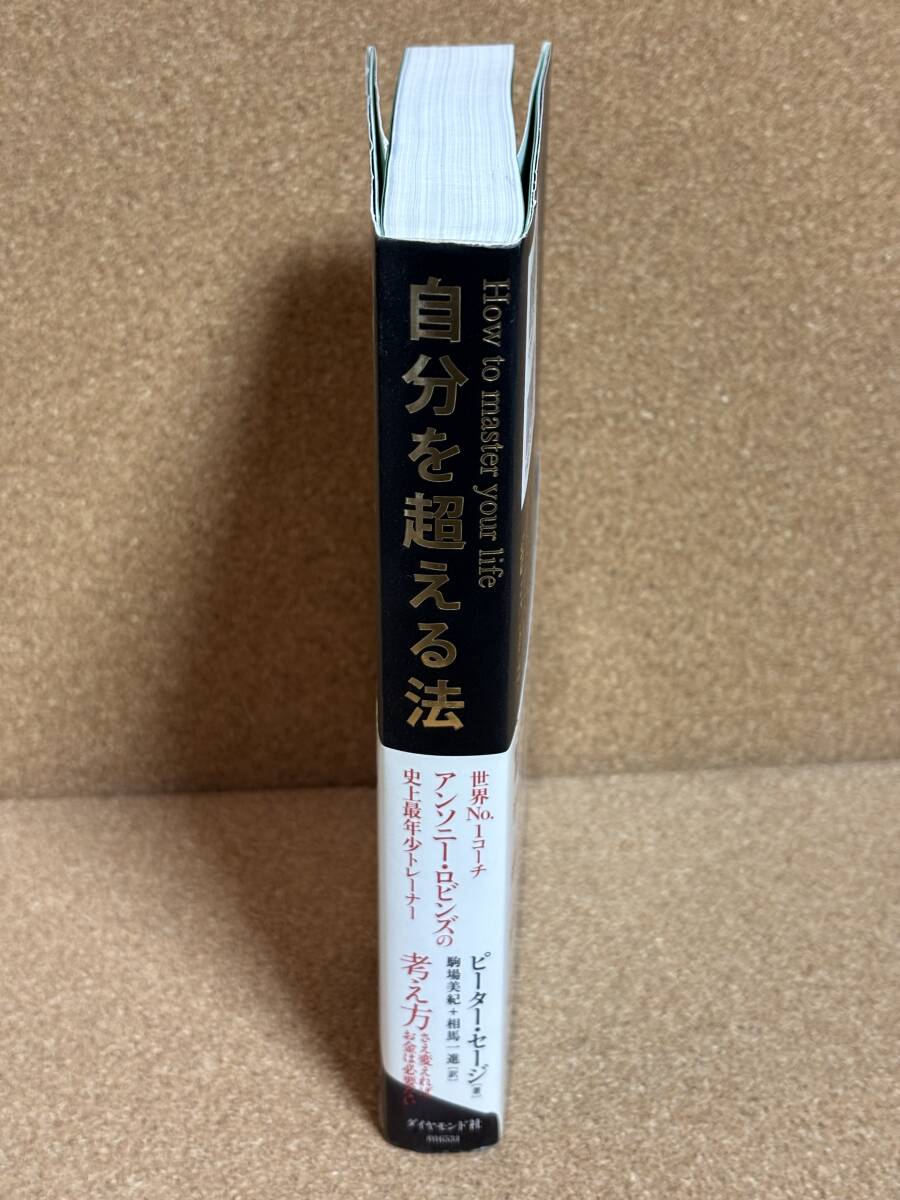 How to master your life
自分を超える法
世界No.1コーチ
アンソニー・ロビンズの
史上最年少トレーナー
ピーター・セージ[著]
駒場美紀+相馬一進[訳]
考え方さえ変えれば
お金は必要ない
ダイヤモンド社